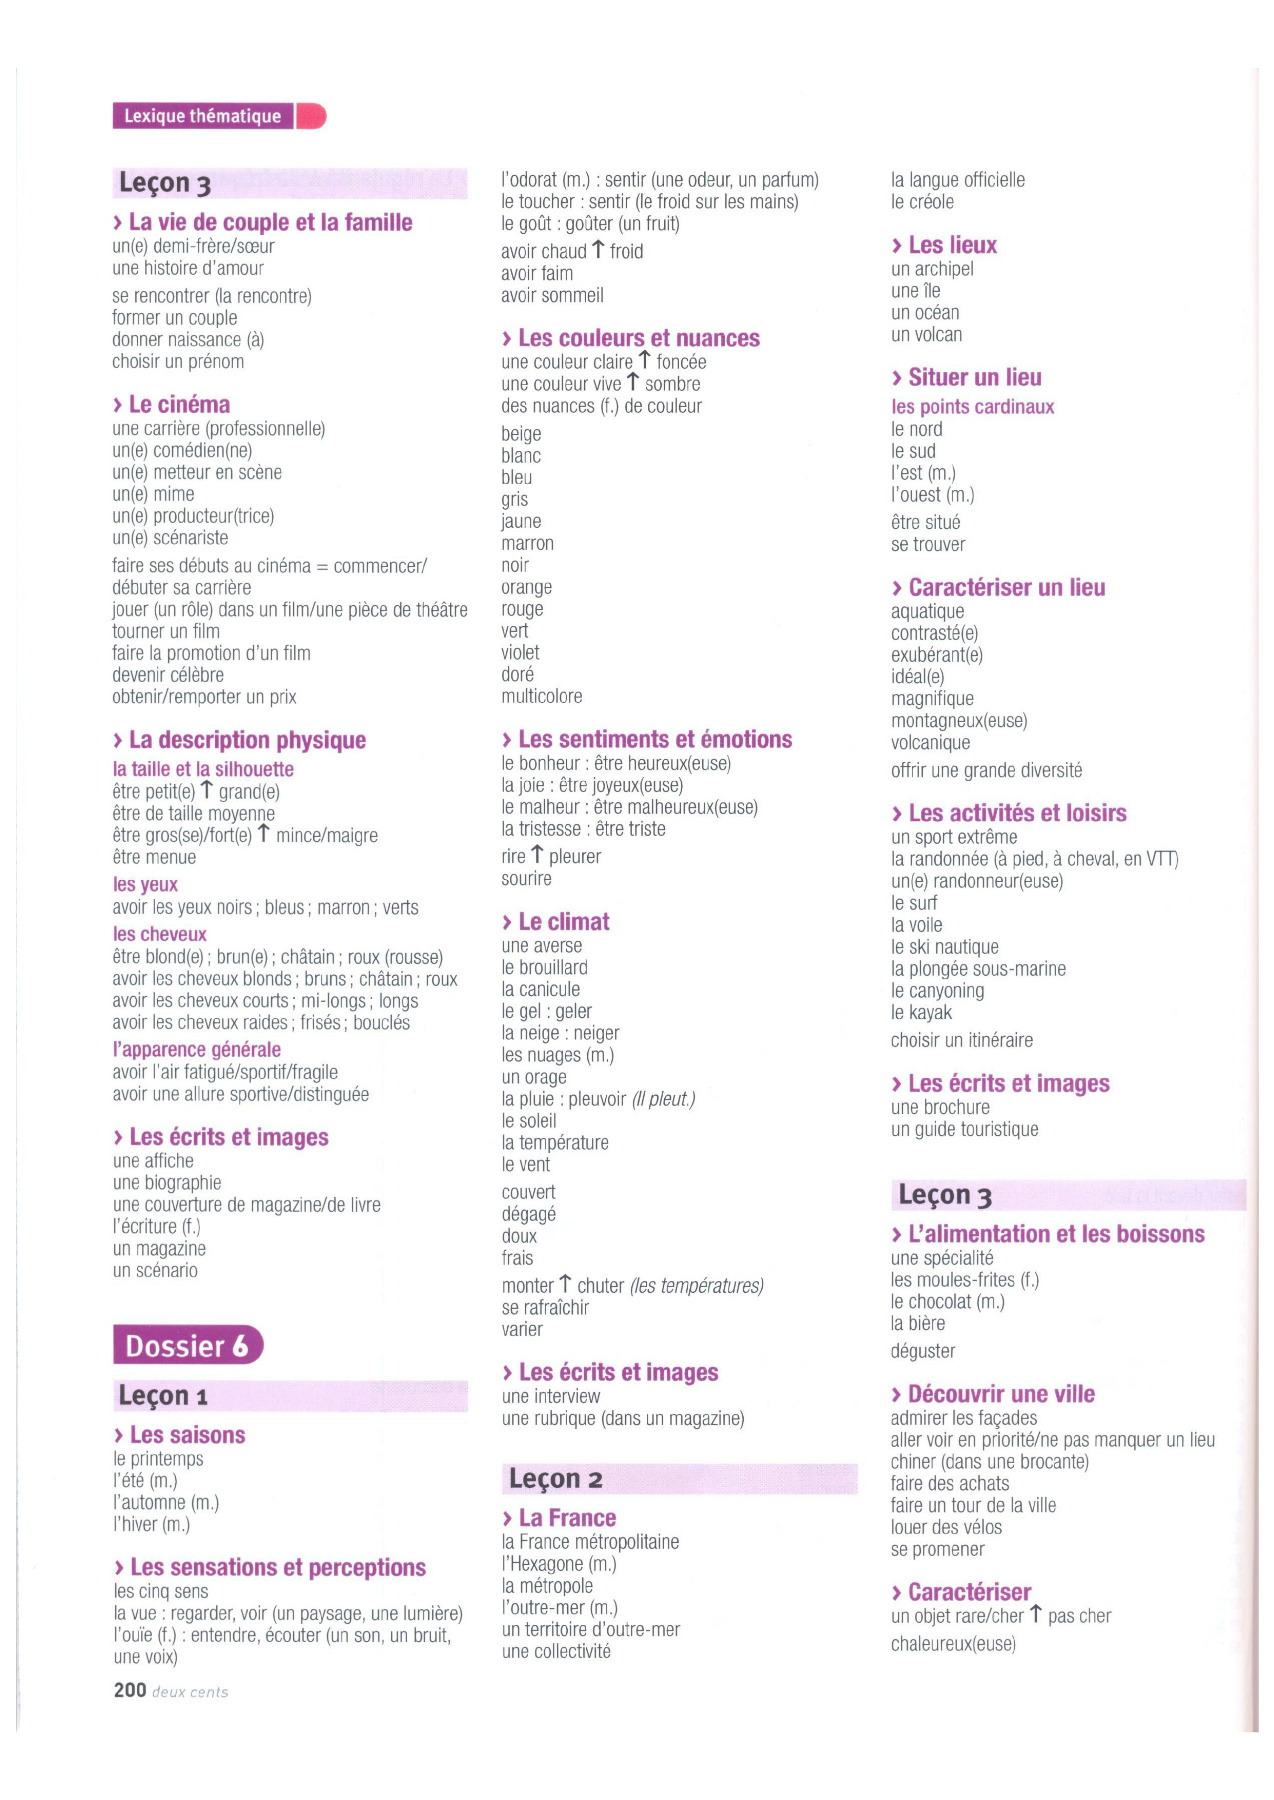 Lexique thématique
Leçon 3
› La vie de couple et la famille
un(e) demi-frère/sœur
une histoire d'amour
se rencontrer (la rencontre)
former un couple
donner naissance (à)
choisir un prénom
› Le cinéma
une carrière (professionnelle)
un(e) comédien(ne)
un(e) metteur en scène
un(e) mime
un(e) producteur(trice)
un(e) scénariste
faire ses débuts au cinéma = commencer/
débuter sa carrière
jouer (un rôle) dans un film/une pièce de théâtre
tourner un film
faire la promotion d'un film
devenir célèbre
obtenir/remporter un prix
› La description physique
la taille et la silhouette
être petit(e) ↑ grand(e)
être de taille moyenne
être gros(se)/fort(e) ↑ mince/maigre
être menue
les yeux
avoir les yeux noirs ; bleus ; marron ; verts
les cheveux
être blond(e) ; brun(e) ; châtain ; roux (rousse)
avoir les cheveux blonds ; bruns ; châtain ; roux
avoir les cheveux courts ; mi-longs ; longs
avoir les cheveux raides ; frisés ; bouclés
l'apparence générale
avoir l'air fatigué/sportif/fragile
avoir une allure sportive/distinguée
› Les écrits et images
une affiche
une biographie
une couverture de magazine/de livre
l'écriture (f.)
un magazine
un scénario
Dossier 6
Leçon 1
› Les saisons
le printemps
l'été (m.)
l'automne (m.)
l'hiver (m.)
› Les sensations et perceptions
les cinq sens
la vue : regarder, voir (un paysage, une lumière)
l'ouïe (f.) : entendre, écouter (un son, un bruit,
une voix)
200 deux cents
l'odorat (m.) : sentir (une odeur, un parfum)
le toucher : sentir (le froid sur les mains)
le goût : goûter (un fruit)
avoir chaud ↑ froid
avoir faim
avoir sommeil
› Les couleurs et nuances
une couleur claire ↑ foncée
une couleur vive ↑ sombre
des nuances (f.) de couleur
beige
blanc
bleu
gris
jaune
marron
noir
orange
rouge
vert
violet
doré
multicolore
› Les sentiments et émotions
le bonheur : être heureux(euse)
la joie : être joyeux(euse)
le malheur : être malheureux(euse)
la tristesse : être triste
rire ↑ pleurer
sourire
› Le climat
une averse
le brouillard
la canicule
le gel : geler
la neige : neiger
les nuages (m.)
un orage
la pluie : pleuvoir (Il pleut.)
le soleil
la température
le vent
couvert
dégagé
doux
frais
monter ↑ chuter (les températures)
se rafraîchir
varier
› Les écrits et images
une interview
une rubrique (dans un magazine)
Leçon 2
› La France
la France métropolitaine
l'Hexagone (m.)
la métropole
l'outre-mer (m.)
un territoire d'outre-mer
une collectivité
la langue officielle
le créole
› Les lieux
un archipel
une île
un océan
un volcan
› Situer un lieu
les points cardinaux
le nord
le sud
l'est (m.)
l'ouest (m.)
être situé
se trouver
› Caractériser un lieu
aquatique
contrasté(e)
exubérant(e)
idéal(e)
magnifique
montagneux(euse)
volcanique
offrir une grande diversité
› Les activités et loisirs
un sport extrême
la randonnée (à pied, à cheval, en VTT)
un(e) randonneur(euse)
le surf
la voile
le ski nautique
la plongée sous-marine
le canyoning
le kayak
choisir un itinéraire
› Les écrits et images
une brochure
un guide touristique
Leçon 3
› L'alimentation et les boissons
une spécialité
les moules-frites (f.)
le chocolat (m.)
la bière
déguster
› Découvrir une ville
admirer les façades
aller voir en priorité/ne pas manquer un lieu
chiner (dans une brocante)
faire des achats
faire un tour de la ville
louer des vélos
se promener
› Caractériser
un objet rare/cher ↑ pas cher
chaleureux(euse)